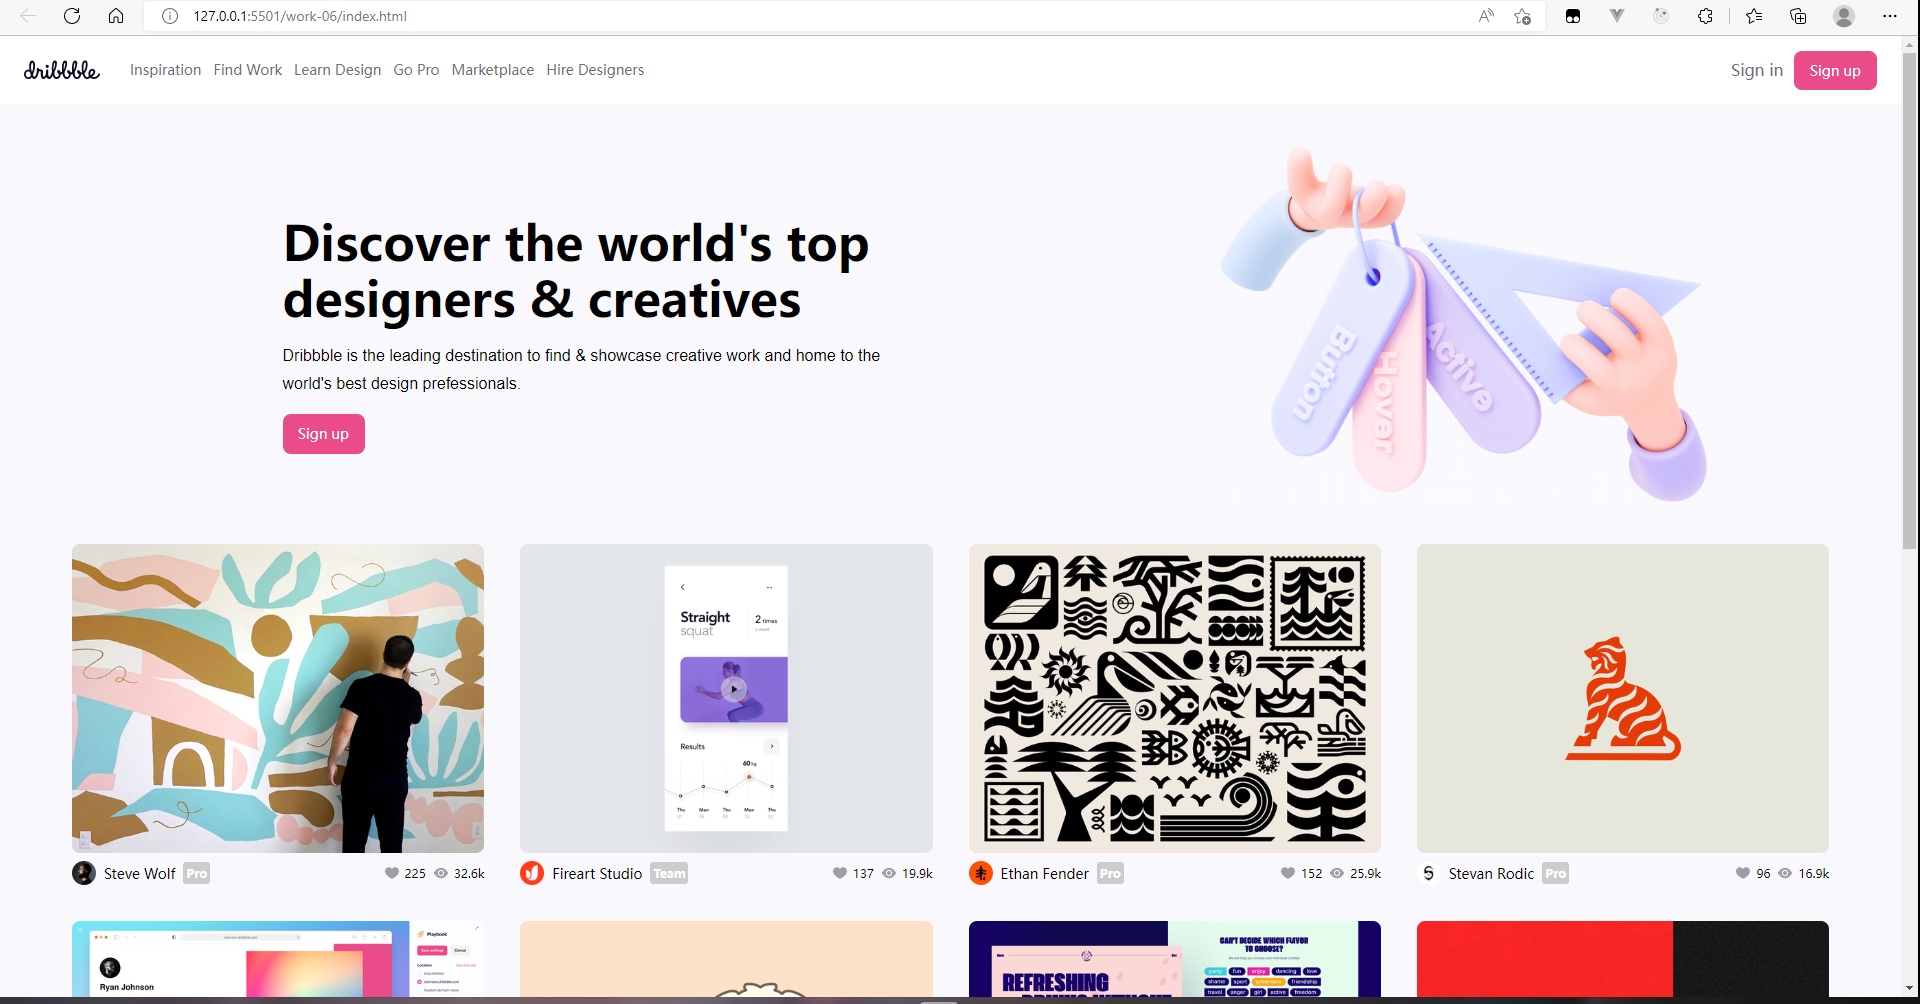 127.0.0.1:5501/work-06/index.html
dribbble
Inspiration Find Work Learn Design Go Pro Marketplace Hire Designers
Sign in Sign up
Discover the world's top
designers & creatives
Dribbble is the leading destination to find & showcase creative work and home to the
world's best design prefessionals.
Sign up
Button
Hover
Active
Straight
squat
2 times
Results
60 kg
Thu Mon Thu Mon Thu
Steve Wolf Pro 225 32.6k
Fireart Studio Team 137 19.9k
Ethan Fender Pro 152 25.9k
Stevan Rodic Pro 96 16.9k
Playbook
Save settings Cancel
Location
Ryan Johnson
REFRESHING
CAN'T DECIDE WHICH FLAVOR
TO CHOOSE?
party fun enjoy dancing love
shame sport adventure friendship
travel anger girl active freedom